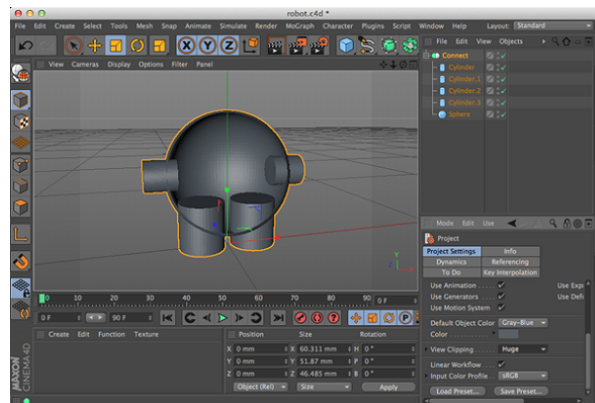 robot.c4d *
File Edit Create Select Tools Mesh Snap Animate Simulate Render MoGraph Character Plugins Script Window Help Layout: Standard
X Y Z
File Edit View Objects
View Cameras Display Options Filter Panel
Connect
Cylinder
Cylinder.1
Cylinder.2
Cylinder.3
Sphere
Y
X
Mode Edit Use
Project
Project Settings Info
Dynamics Referencing
To Do Key Interpolation
Use Animation Use Exp
Use Generators Use Defo
Use Motion System
Default Object Color Gray-Blue
Color
View Clipping Huge
Linear Workflow
Input Color Profile sRGB
Load Preset... Save Preset...
0 10 20 30 40 50 60 70 80 90 0 F
0 F 90 F P
Create Edit Function Texture
Position Size Rotation
X 0 mm X 60.311 mm H 0 °
Y 0 mm Y 51.87 mm P 0 °
Z 0 mm Z 46.485 mm B 0 °
Object (Rel) Size Apply
MAXON
CINEMA 4D